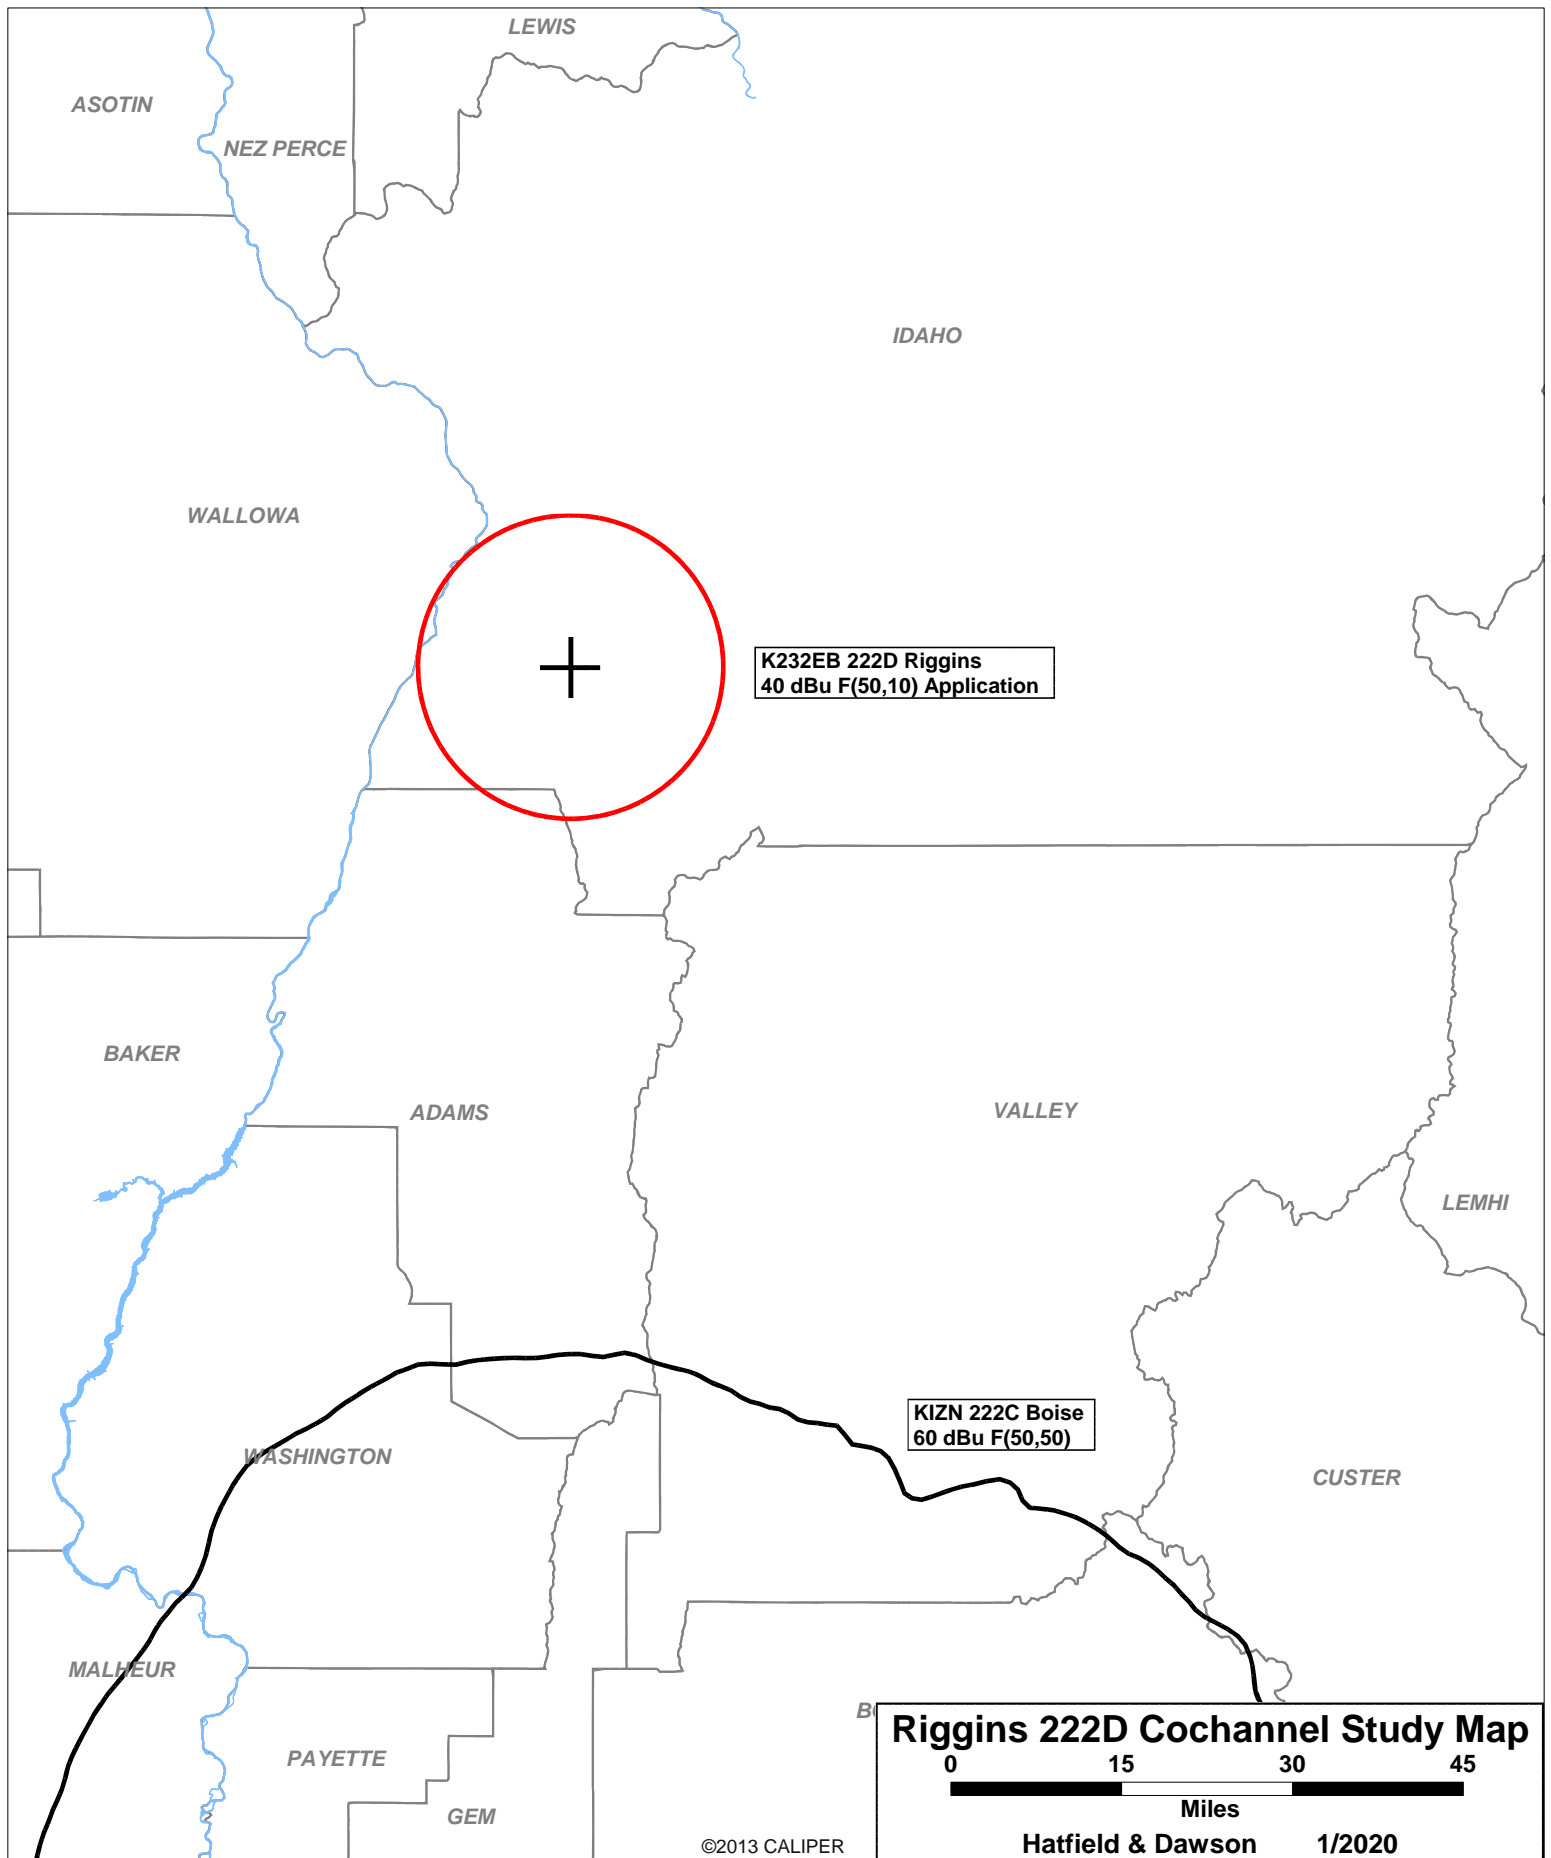 LEWIS
ASOTIN
NEZ PERCE
IDAHO
WALLOWA
K232EB 222D Riggins
40 dBu F(50,10) Application
BAKER
ADAMS
VALLEY
LEMHI
KIZN 222C Boise
60 dBu F(50,50)
WASHINGTON
CUSTER
MALHEUR
PAYETTE
GEM
Riggins 222D Cochannel Study Map
0 15 30 45
Miles
Hatfield & Dawson 1/2020
©2013 CALIPER